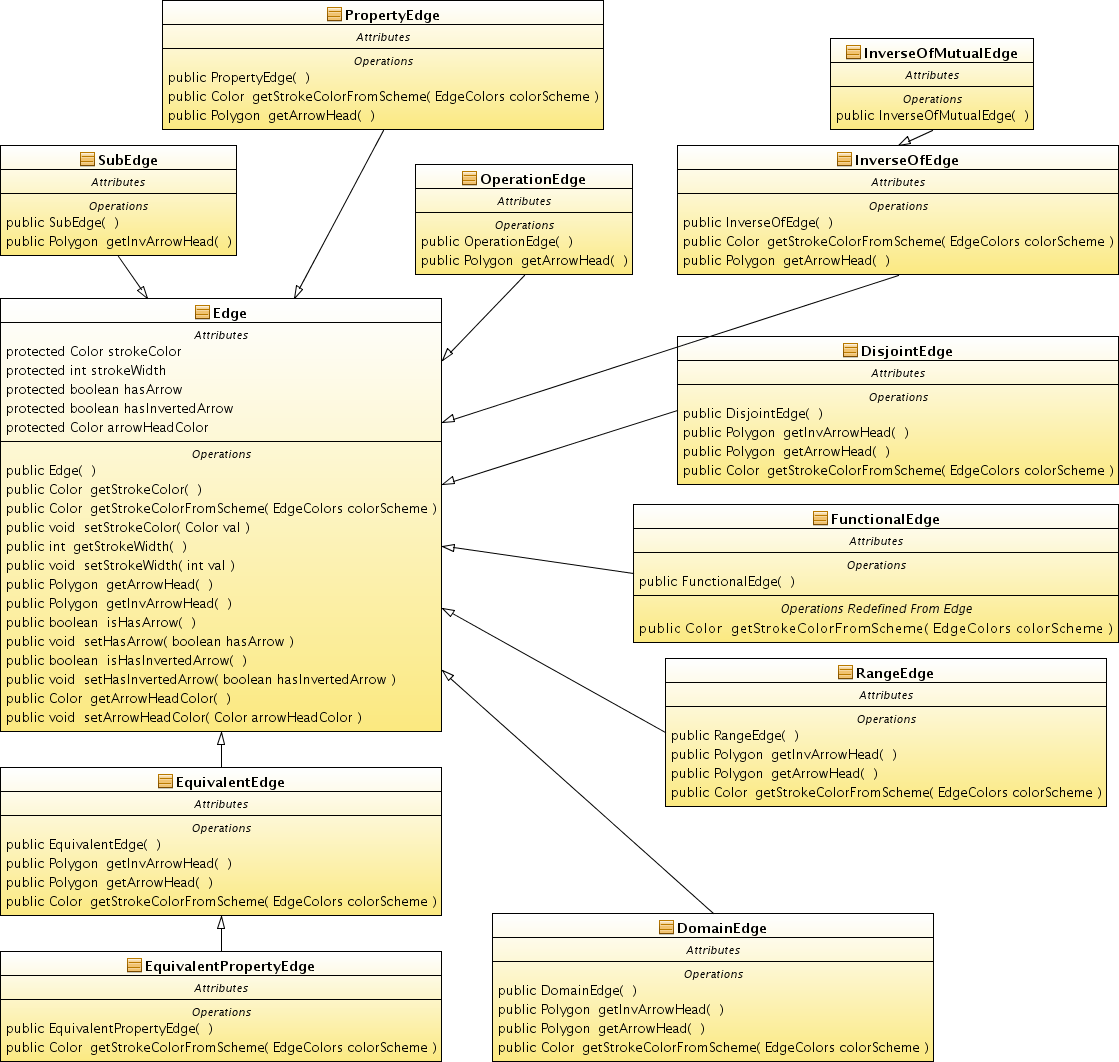 PropertyEdge
Attributes
Operations
public PropertyEdge(  )
public Color  getStrokeColorFromScheme( EdgeColors colorScheme )
public Polygon  getArrowHead(  )
InverseOfMutualEdge
Attributes
Operations
public InverseOfMutualEdge(  )
SubEdge
Attributes
Operations
public SubEdge(  )
public Polygon  getInvArrowHead(  )
OperationEdge
Attributes
Operations
public OperationEdge(  )
public Polygon  getArrowHead(  )
InverseOfEdge
Attributes
Operations
public InverseOfEdge(  )
public Color  getStrokeColorFromScheme( EdgeColors colorScheme )
public Polygon  getArrowHead(  )
Edge
Attributes
protected Color strokeColor
protected int strokeWidth
protected boolean hasArrow
protected boolean hasInvertedArrow
protected Color arrowHeadColor
Operations
public Edge(  )
public Color  getStrokeColor(  )
public Color  getStrokeColorFromScheme( EdgeColors colorScheme )
public void  setStrokeColor( Color val )
public int  getStrokeWidth(  )
public void  setStrokeWidth( int val )
public Polygon  getArrowHead(  )
public Polygon  getInvArrowHead(  )
public boolean  isHasArrow(  )
public void  setHasArrow( boolean hasArrow )
public boolean  isHasInvertedArrow(  )
public void  setHasInvertedArrow( boolean hasInvertedArrow )
public Color  getArrowHeadColor(  )
public void  setArrowHeadColor( Color arrowHeadColor )
DisjointEdge
Attributes
Operations
public DisjointEdge(  )
public Polygon  getInvArrowHead(  )
public Polygon  getArrowHead(  )
public Color  getStrokeColorFromScheme( EdgeColors colorScheme )
FunctionalEdge
Attributes
Operations
public FunctionalEdge(  )
Operations Redefined From Edge
public Color  getStrokeColorFromScheme( EdgeColors colorScheme )
RangeEdge
Attributes
Operations
public RangeEdge(  )
public Polygon  getInvArrowHead(  )
public Polygon  getArrowHead(  )
public Color  getStrokeColorFromScheme( EdgeColors colorScheme )
EquivalentEdge
Attributes
Operations
public EquivalentEdge(  )
public Polygon  getInvArrowHead(  )
public Polygon  getArrowHead(  )
public Color  getStrokeColorFromScheme( EdgeColors colorScheme )
DomainEdge
Attributes
Operations
public DomainEdge(  )
public Polygon  getInvArrowHead(  )
public Polygon  getArrowHead(  )
public Color  getStrokeColorFromScheme( EdgeColors colorScheme )
EquivalentPropertyEdge
Attributes
Operations
public EquivalentPropertyEdge(  )
public Color  getStrokeColorFromScheme( EdgeColors colorScheme )